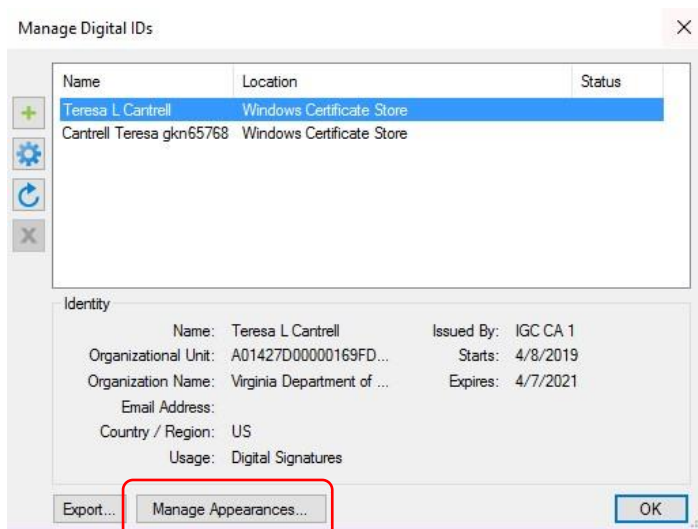 Manage Digital IDs
Name Location Status
Teresa L Cantrell Windows Certificate Store
Cantrell Teresa gkn65768 Windows Certificate Store
Identity
Name: Teresa L Cantrell Issued By: IGC CA 1
Organizational Unit: A01427D00000169FD... Starts: 4/8/2019
Organization Name: Virginia Department of ... Expires: 4/7/2021
Email Address:
Country / Region: US
Usage: Digital Signatures
Export... Manage Appearances... OK